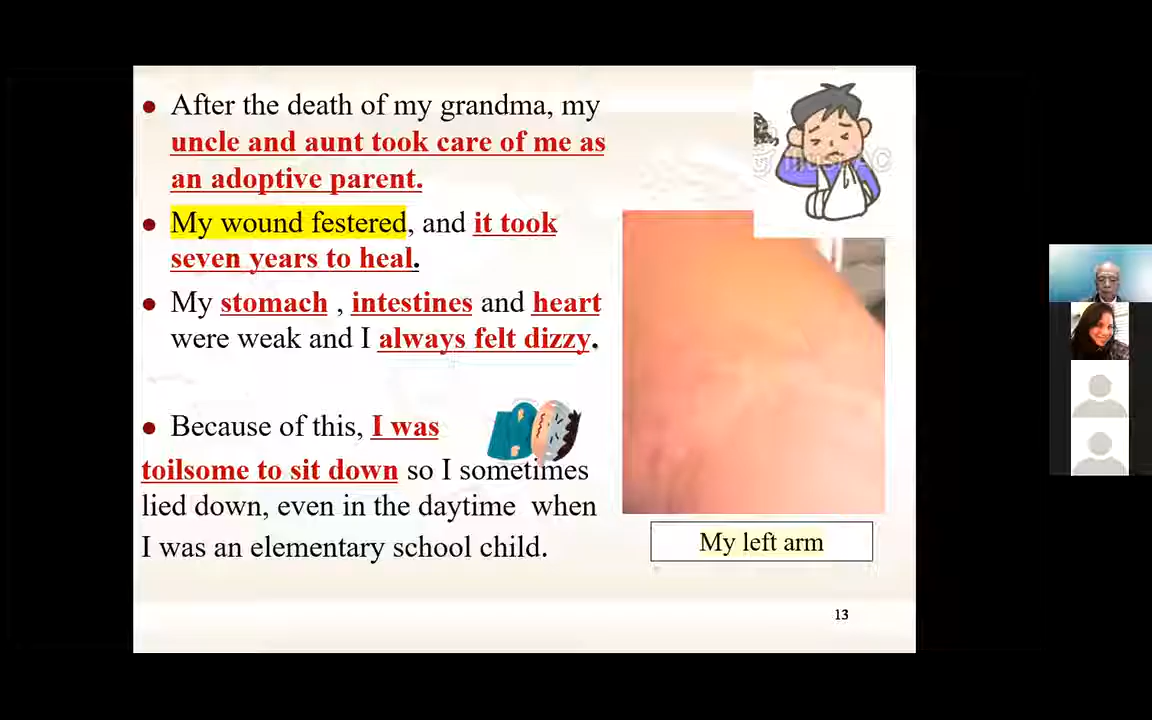 After the death of my grandma, my
uncle and aunt took care of me as
an adoptive parent.
My wound festered, and it took
seven years to heal.
My stomach , intestines and heart
were weak and I always felt dizzy.
Because of this, I was
toilsome to sit down so I sometimes
lied down, even in the daytime when
I was an elementary school child.
My left arm
13